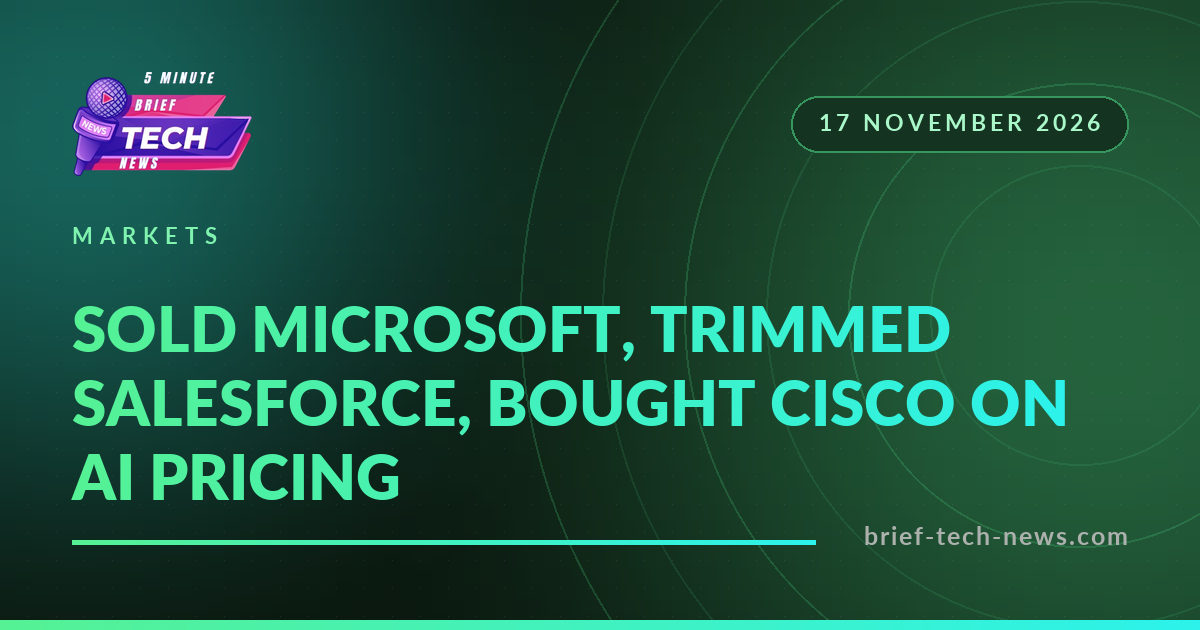 5 MINUTE
BRIEF
NEWS
TECH
NEWS
17 NOVEMBER 2026
MARKETS
SOLD MICROSOFT, TRIMMED
SALESFORCE, BOUGHT CISCO ON
AI PRICING
brief-tech-news.com